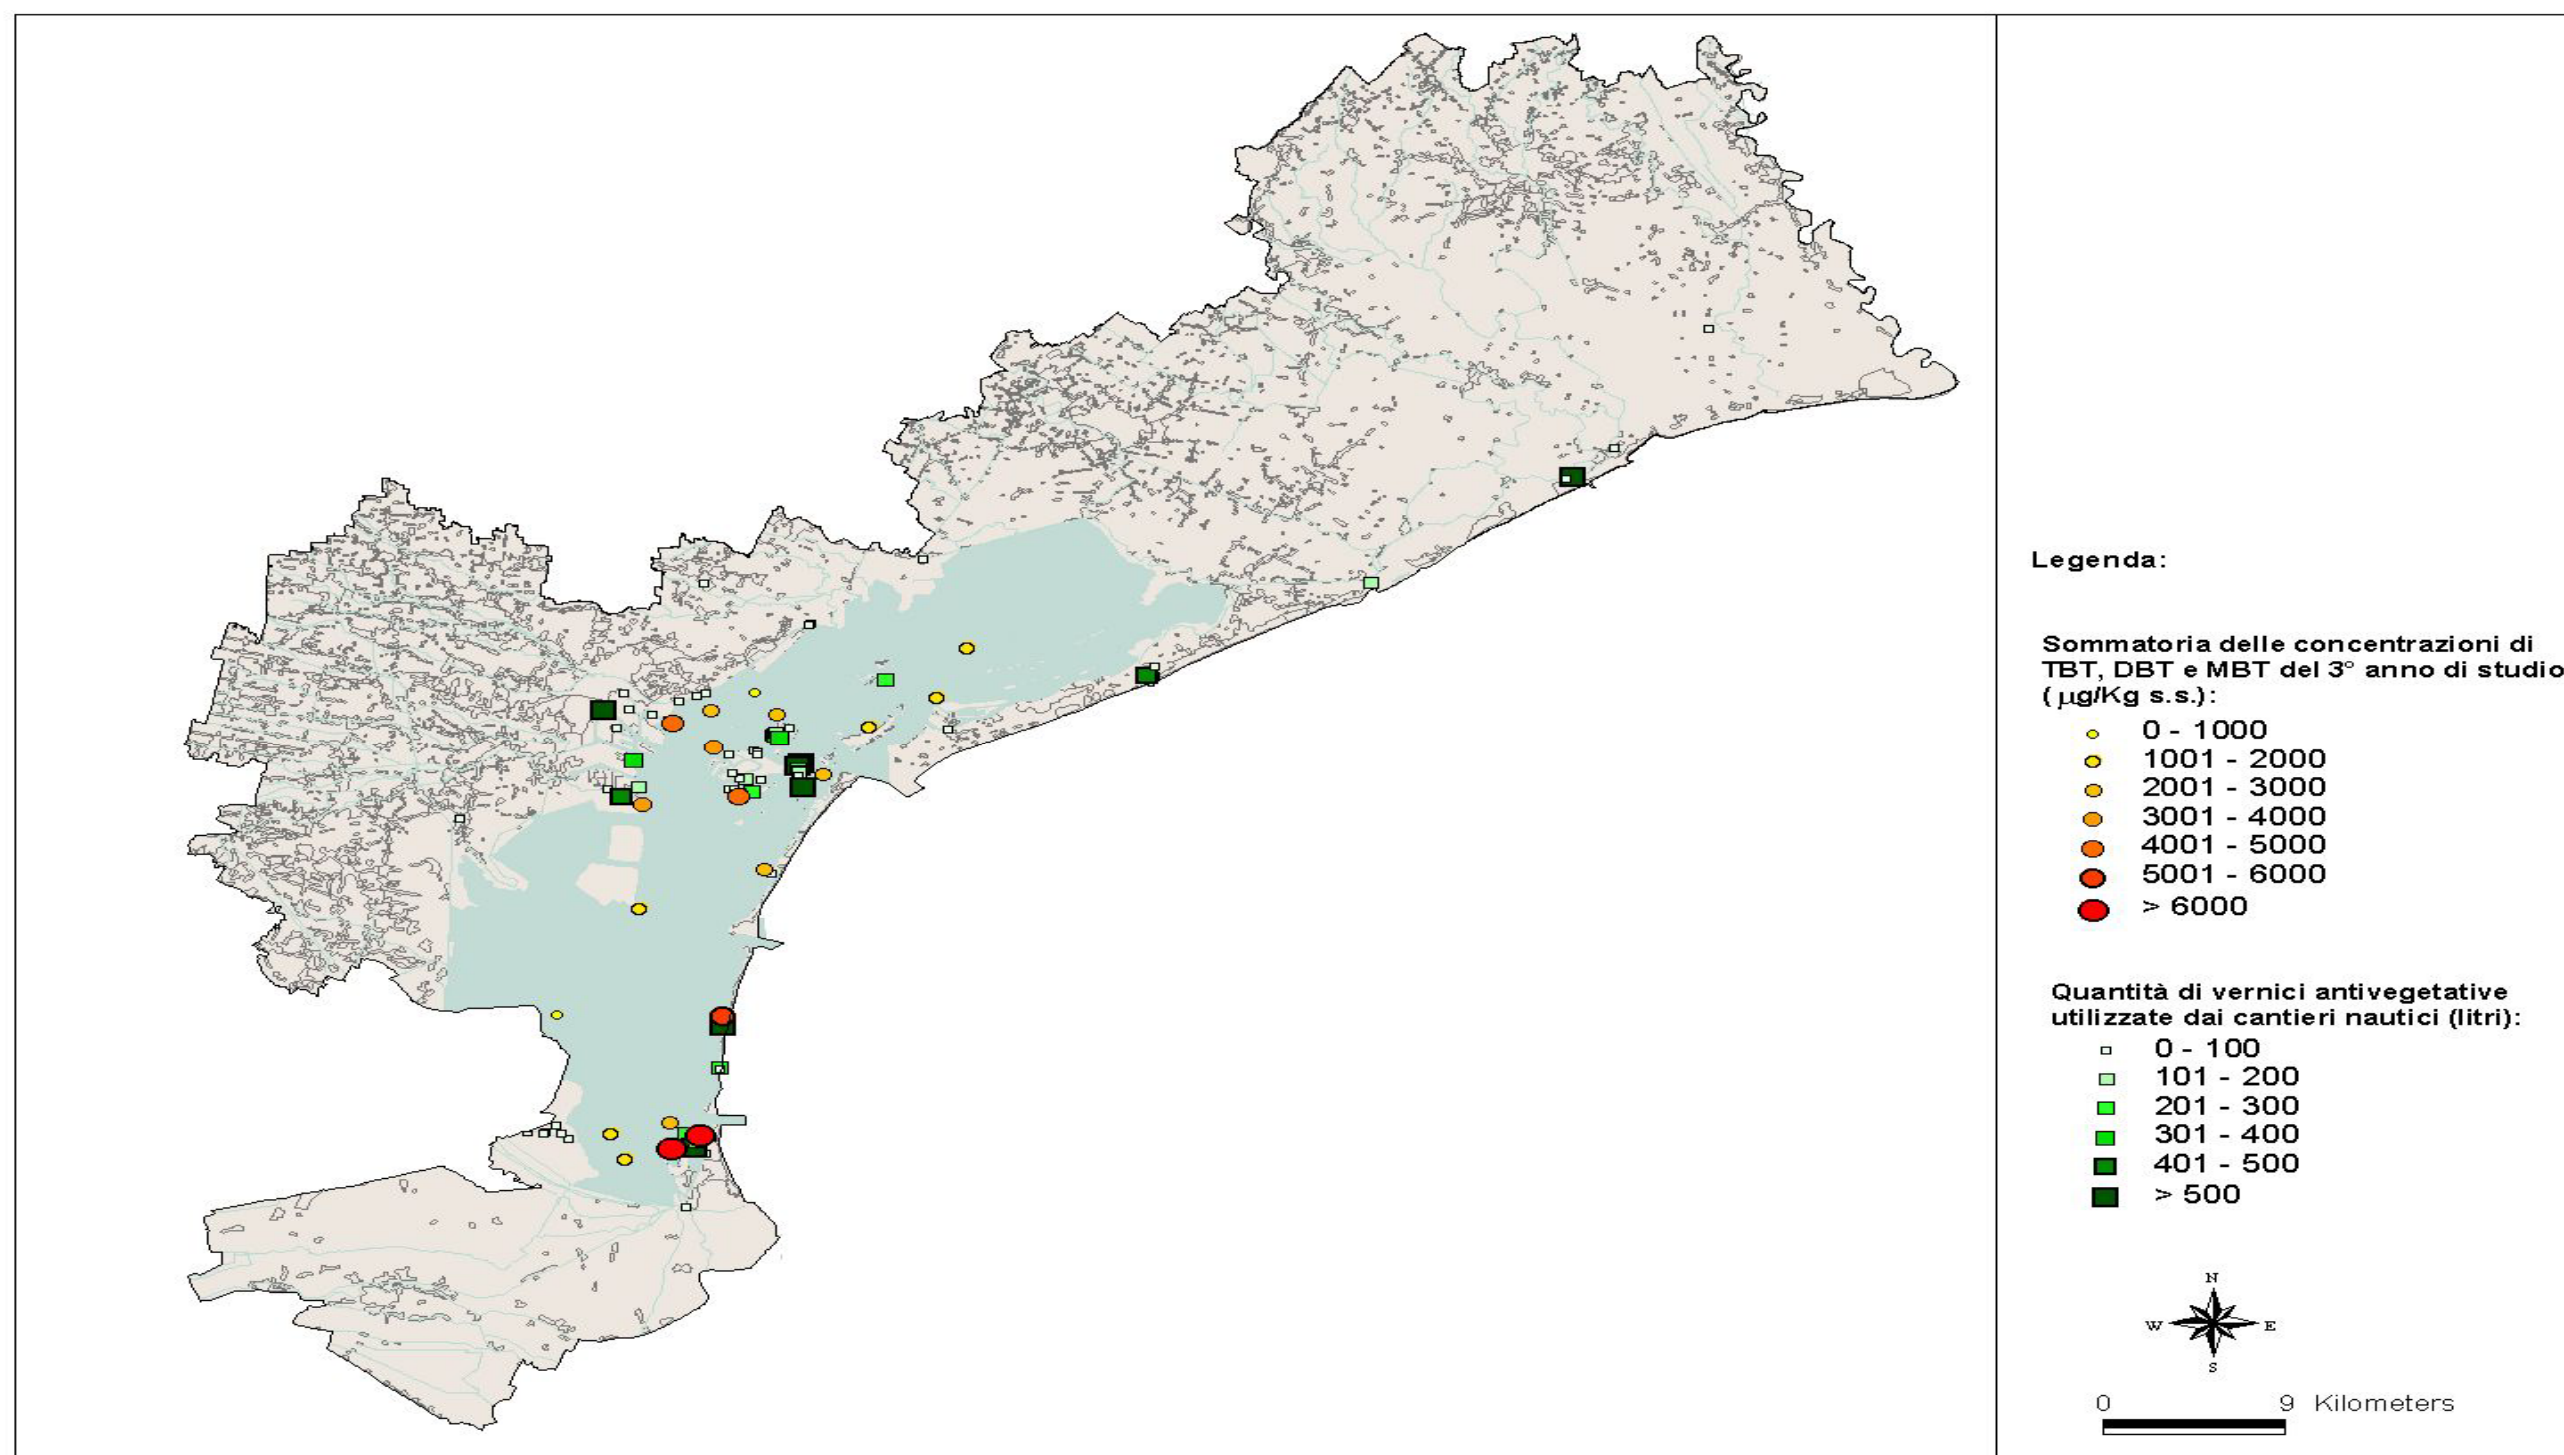 Legenda:
Sommatoria delle concentrazioni di
TBT, DBT e MBT del 3° anno di studio
(µg/Kg s.s.):
0 - 1000
1001 - 2000
2001 - 3000
3001 - 4000
4001 - 5000
5001 - 6000
> 6000
Quantità di vernici antivegetative
utilizzate dai cantieri nautici (litri):
0 - 100
101 - 200
201 - 300
301 - 400
401 - 500
> 500
N
W E
S
0 9 Kilometers